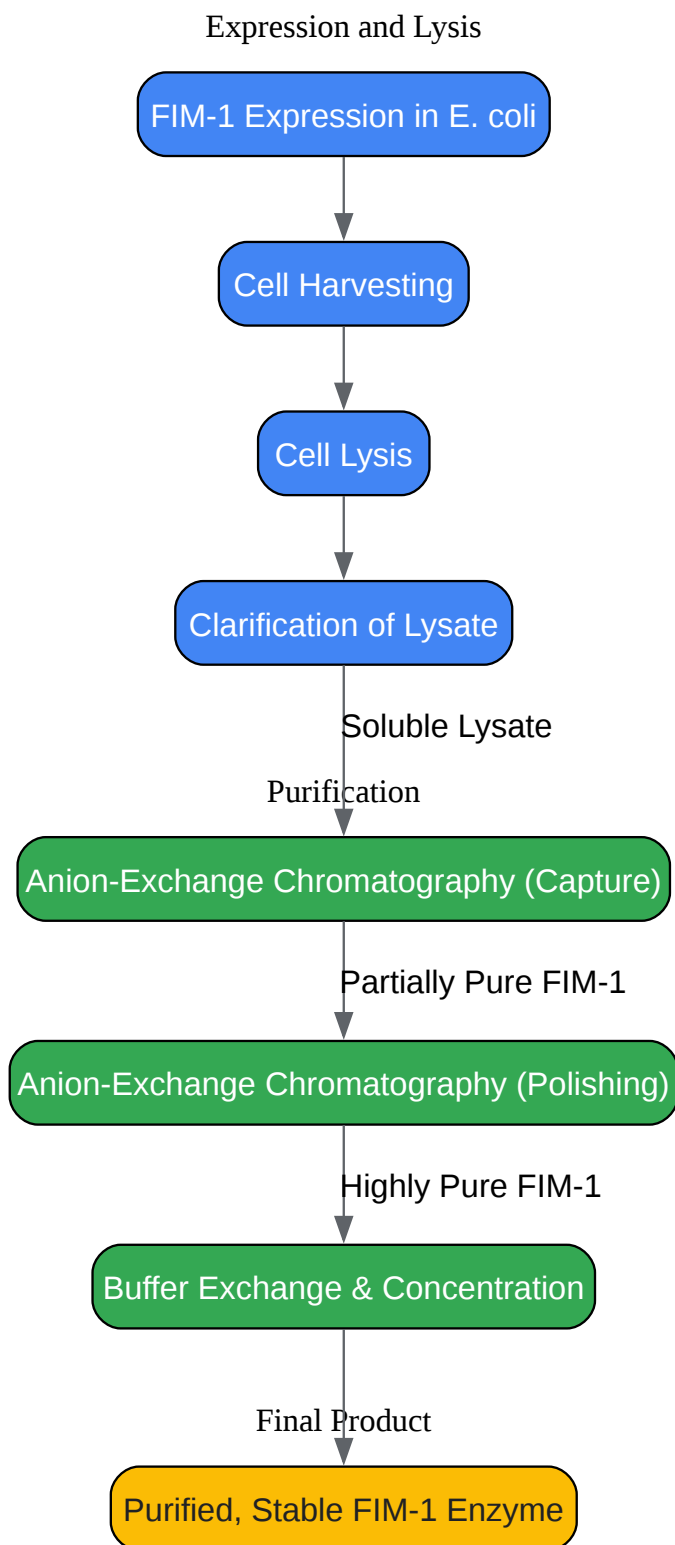 Expression and Lysis
FIM-1 Expression in E. coli
Cell Harvesting
Cell Lysis
Clarification of Lysate
Soluble Lysate
Purification
Anion-Exchange Chromatography (Capture)
Partially Pure FIM-1
Anion-Exchange Chromatography (Polishing)
Highly Pure FIM-1
Buffer Exchange & Concentration
Final Product
Purified, Stable FIM-1 Enzyme